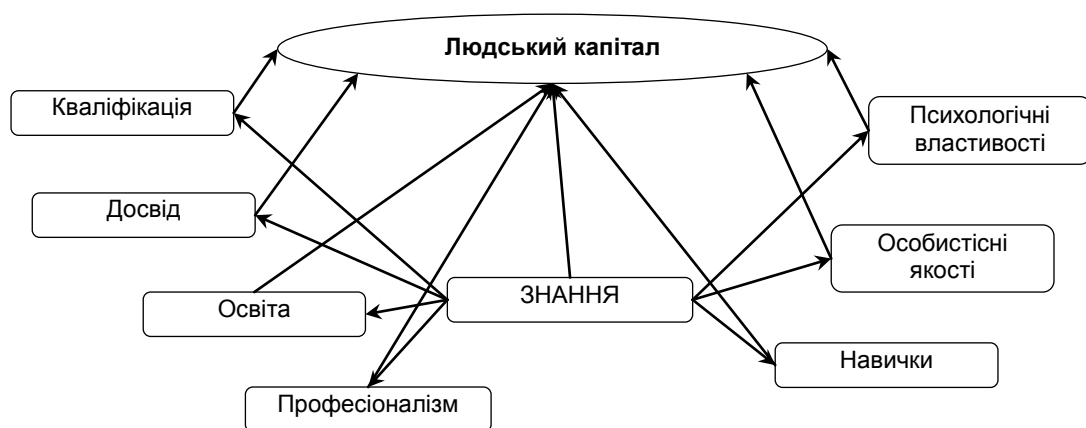 Людський капітал
Кваліфікація
Психологічні
властивості
Досвід
Особистісні
якості
Освіта
ЗНАННЯ
Навички
Професіоналізм